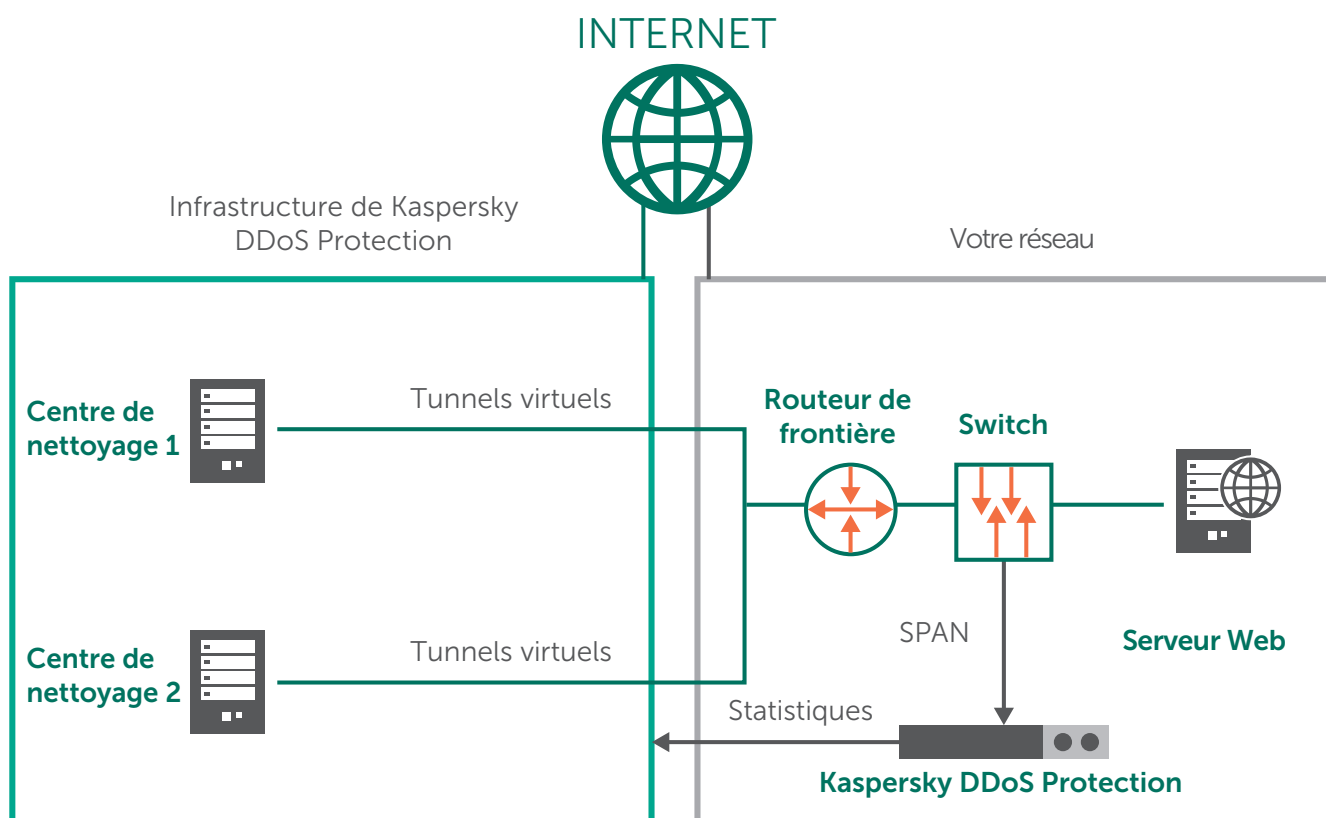 INTERNET
Infrastructure de Kaspersky
DDoS Protection
Votre réseau
Centre de
nettoyage 1
Tunnels virtuels
Routeur de
frontière
Switch
Centre de
nettoyage 2
Tunnels virtuels
SPAN
Serveur Web
Statistiques
Kaspersky DDoS Protection